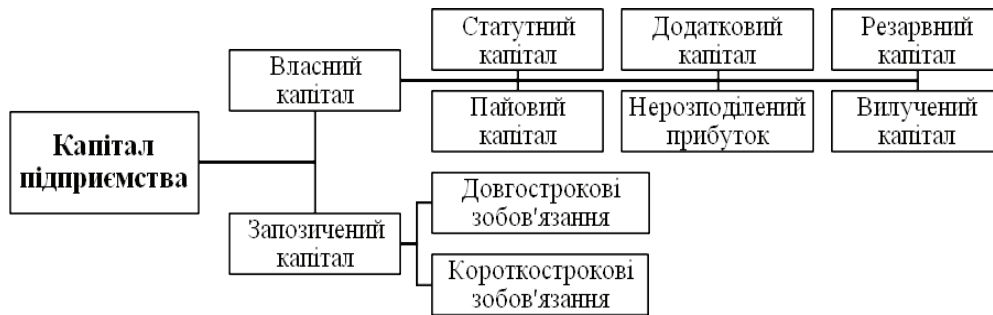 Капітал
підприємства
Власний
капітал
Статутний
капітал
Додатковий
капітал
Резарвний
капітал
Пайовий
капітал
Нерозподілений
прибуток
Вилучений
капітал
Запозичений
капітал
Довгострокові
зобов'язання
Короткострокові
зобов'язання